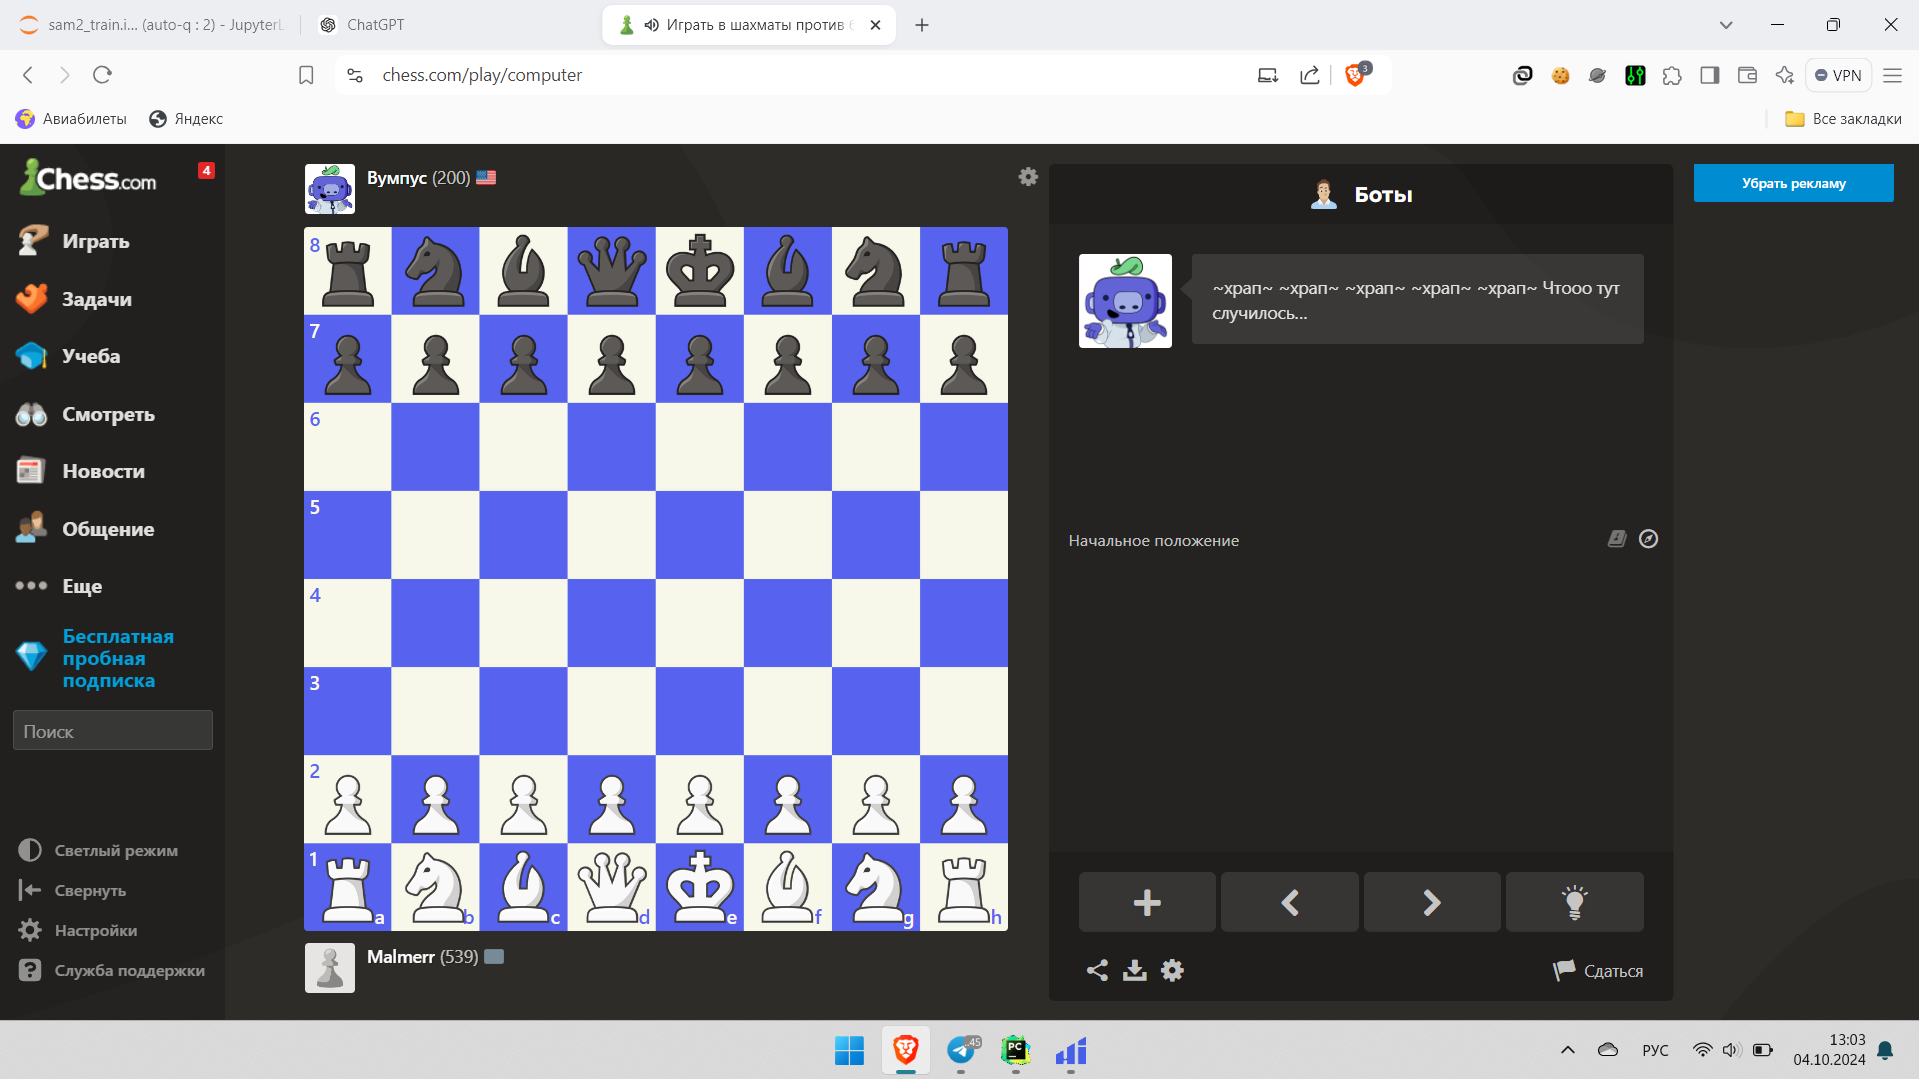 sam2_train.i... (auto-q : 2) - JupyterL
ChatGPT
Играть в шахматы против б
chess.com/play/computer
3
VPN
Авиабилеты
Яндекс
Все закладки
Chess.com
4
Играть
Задачи
Учеба
Смотреть
Новости
Общение
Еще
Бесплатная
пробная
подписка
Поиск
Светлый режим
Свернуть
Настройки
Служба поддержки
Вумпус (200)
8
7
6
5
4
3
2
1
a
b
c
d
e
f
g
h
Malmerr (539)
Боты
~храп~ ~храп~ ~храп~ ~храп~ ~храп~ Чтооо тут
случилось...
Начальное положение
Сдаться
Убрать рекламу
45
PC
РУС
13:03
04.10.2024